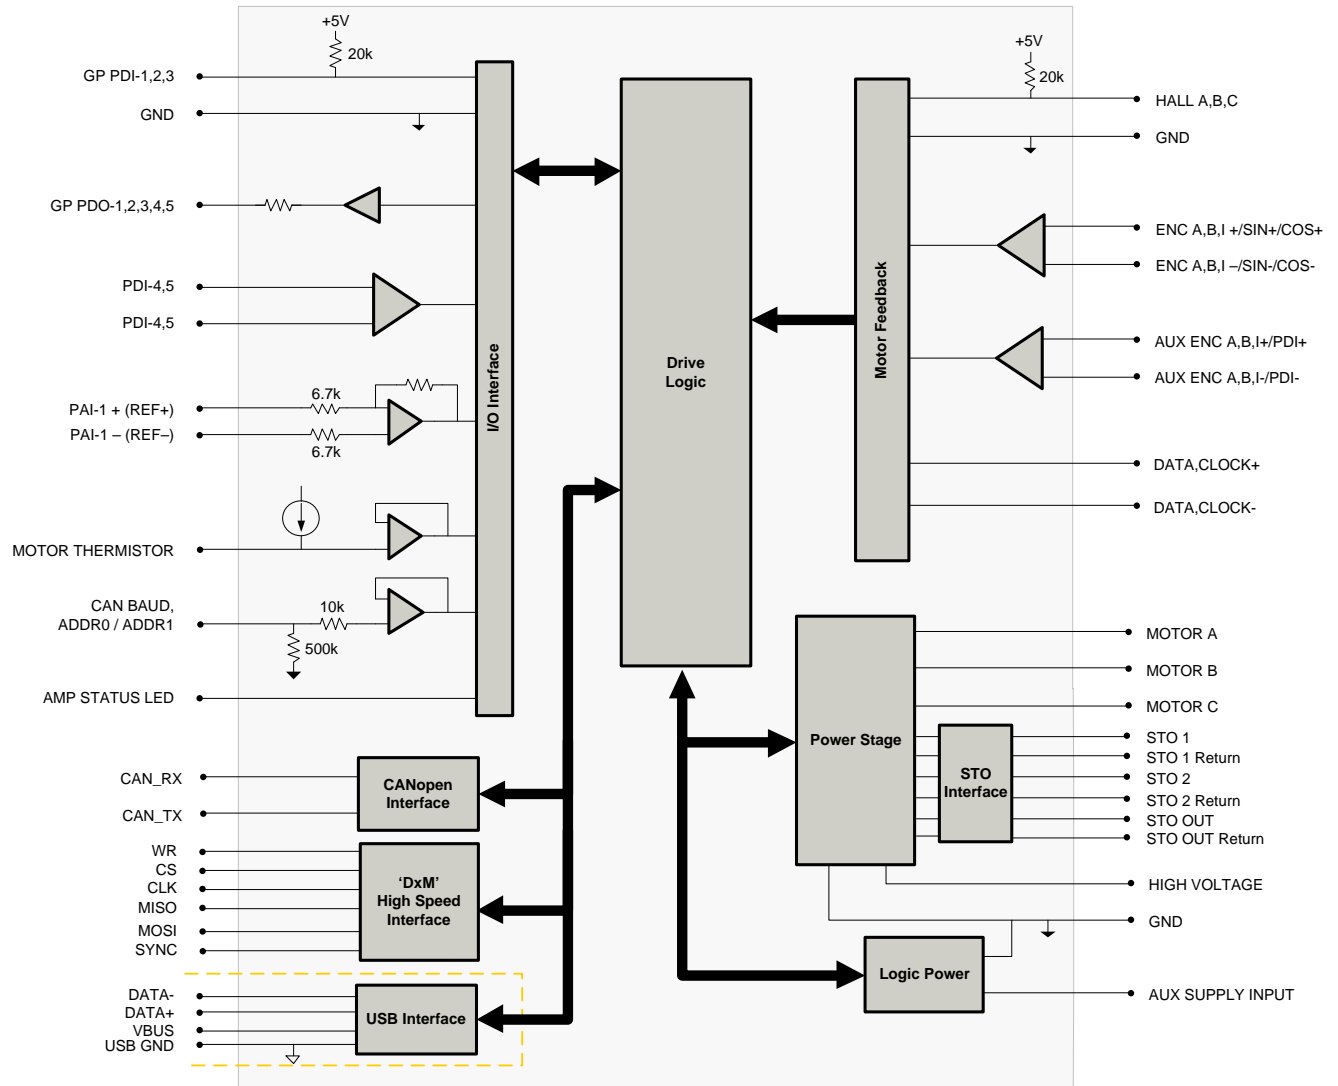 +5V
20k
GP PDI-1,2,3
GND
GP PDO-1,2,3,4,5
PDI-4,5
PDI-4,5
6.7k
PAI-1 + (REF+)
PAI-1 – (REF–)
6.7k
MOTOR THERMISTOR
CAN BAUD,
ADDR0 / ADDR1
10k
500k
AMP STATUS LED
I/O Interface
CAN_RX
CAN_TX
CANopen
Interface
WR
CS
CLK
MISO
MOSI
SYNC
‘DxM’
High Speed
Interface
DATA-
DATA+
VBUS
USB GND
USB Interface
Drive
Logic
Motor Feedback
+5V
20k
HALL A,B,C
GND
ENC A,B,I +/SIN+/COS+
ENC A,B,I –/SIN-/COS-
AUX ENC A,B,I+/PDI+
AUX ENC A,B,I-/PDI-
DATA,CLOCK+
DATA,CLOCK-
Power Stage
MOTOR A
MOTOR B
MOTOR C
STO
Interface
STO 1
STO 1 Return
STO 2
STO 2 Return
STO OUT
STO OUT Return
HIGH VOLTAGE
GND
Logic Power
AUX SUPPLY INPUT